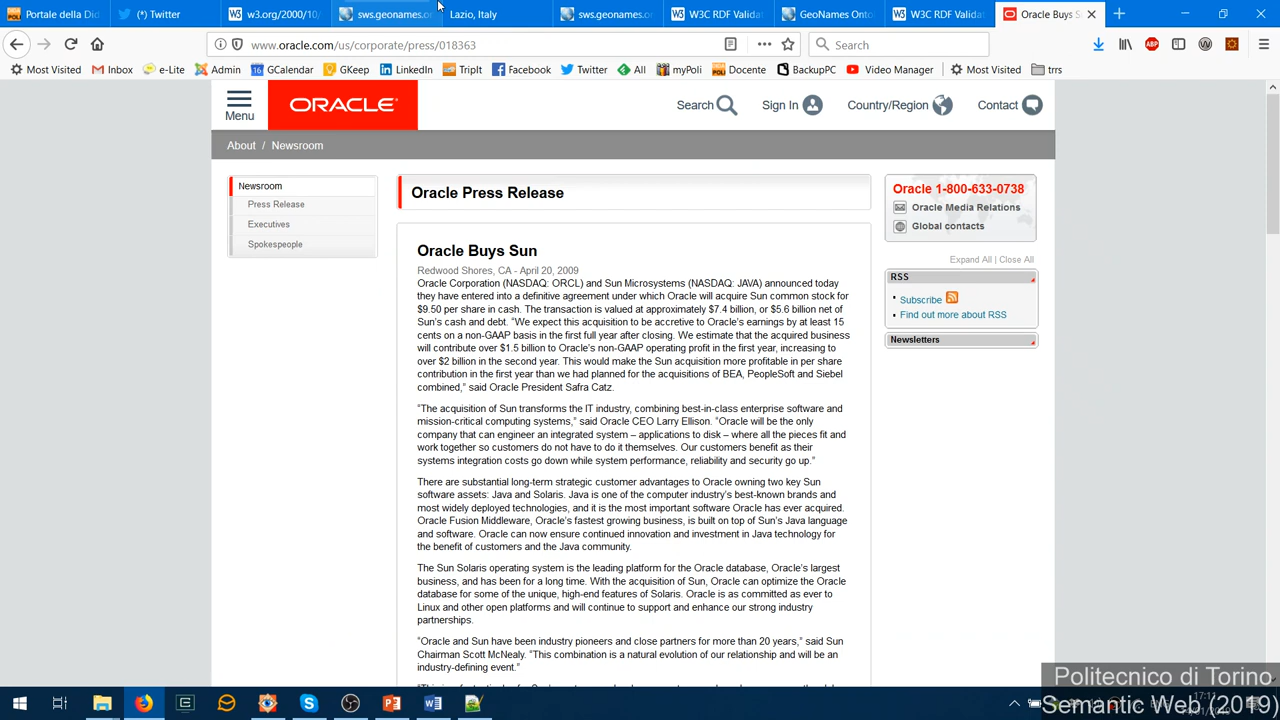 Portale della Did
(*) Twitter
w3.org/2000/10/
sws.geonames.or
Lazio, Italy
sws.geonames.or
W3C RDF Validat
GeoNames Onto
W3C RDF Validat
Oracle Buys S
www.oracle.com/us/corporate/press/018363
Search
Most Visited
Inbox
e-Lite
Admin
GCalendar
GKeep
LinkedIn
TripIt
Facebook
Twitter
All
myPoli
Docente
BackupPC
Video Manager
Most Visited
trrs
Menu
ORACLE
Search
Sign In
Country/Region
Contact
About / Newsroom
Newsroom
Press Release
Executives
Spokespeople
Oracle Press Release
Oracle Buys Sun
Redwood Shores, CA - April 20, 2009
Oracle Corporation (NASDAQ: ORCL) and Sun Microsystems (NASDAQ: JAVA) announced today
they have entered into a definitive agreement under which Oracle will acquire Sun common stock for
$9.50 per share in cash. The transaction is valued at approximately $7.4 billion, or $5.6 billion net of
Sun's cash and debt. "We expect this acquisition to be accretive to Oracle's earnings by at least 15
cents on a non-GAAP basis in the first full year after closing. We estimate that the acquired business
will contribute over $1.5 billion to Oracle's non-GAAP operating profit in the first year, increasing to
over $2 billion in the second year. This would make the Sun acquisition more profitable in per share
contribution in the first year than we had planned for the acquisitions of BEA, PeopleSoft and Siebel
combined," said Oracle President Safra Catz.
"The acquisition of Sun transforms the IT industry, combining best-in-class enterprise software and
mission-critical computing systems," said Oracle CEO Larry Ellison. "Oracle will be the only
company that can engineer an integrated system – applications to disk – where all the pieces fit and
work together so customers do not have to do it themselves. Our customers benefit as their
systems integration costs go down while system performance, reliability and security go up."
There are substantial long-term strategic customer advantages to Oracle owning two key Sun
software assets: Java and Solaris. Java is one of the computer industry's best-known brands and
most widely deployed technologies, and it is the most important software Oracle has ever acquired.
Oracle Fusion Middleware, Oracle's fastest growing business, is built on top of Sun's Java language
and software. Oracle can now ensure continued innovation and investment in Java technology for
the benefit of customers and the Java community.
The Sun Solaris operating system is the leading platform for the Oracle database, Oracle's largest
business, and has been for a long time. With the acquisition of Sun, Oracle can optimize the Oracle
database for some of the unique, high-end features of Solaris. Oracle is as committed as ever to
Linux and other open platforms and will continue to support and enhance our strong industry
partnerships.
"Oracle and Sun have been industry pioneers and close partners for more than 20 years," said Sun
Chairman Scott McNealy. "This combination is a natural evolution of our relationship and will be an
industry-defining event."
Oracle 1-800-633-0738
Oracle Media Relations
Global contacts
Expand All | Close All
RSS
Subscribe
Find out more about RSS
Newsletters
Politecnico di Torino
Semantic Web (2019)